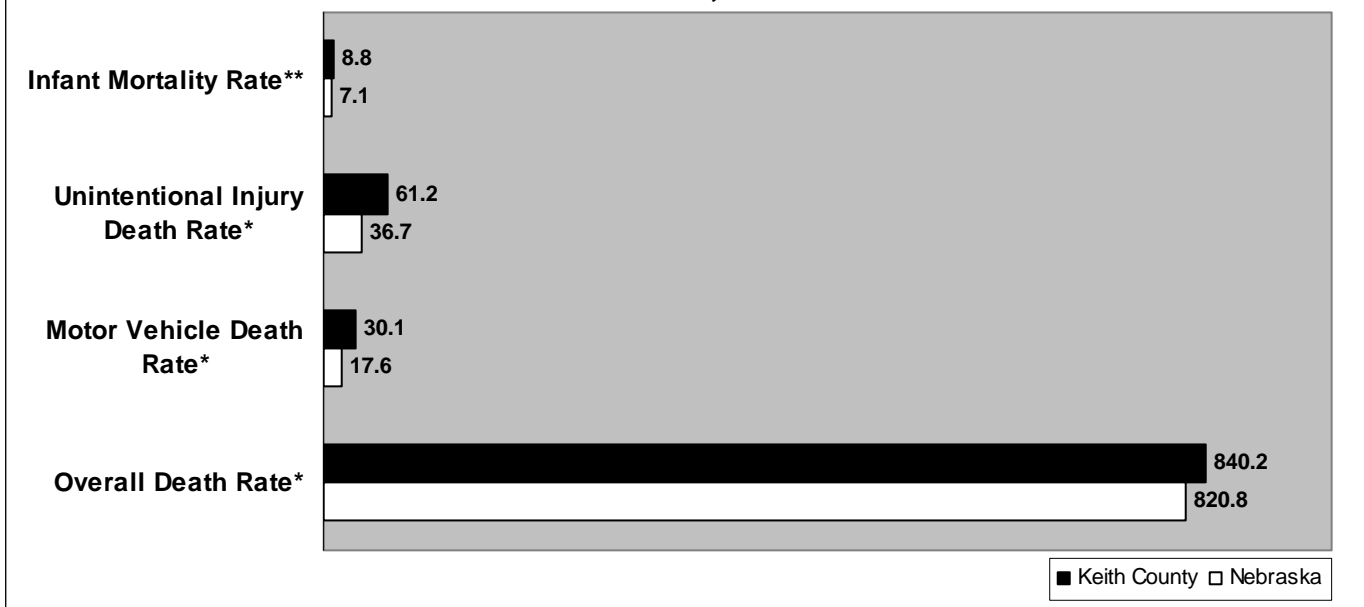 Infant Mortality Rate**
8.8
7.1
Unintentional Injury
Death Rate*
61.2
36.7
Motor Vehicle Death
Rate*
30.1
17.6
Overall Death Rate*
840.2
820.8
Keith County Nebraska